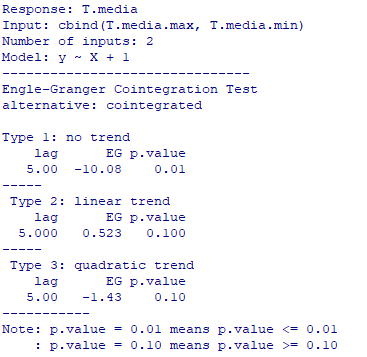 Response: T.media
Input: cbind(T.media.max, T.media.min)
Number of inputs: 2
Model: y ~ X + 1
-------------------------------
Engle-Granger Cointegration Test
alternative: cointegrated

Type 1: no trend
    lag      EG p.value
   5.00  -10.08    0.01
-----
 Type 2: linear trend
    lag      EG p.value
  5.000   0.523   0.100
-----
 Type 3: quadratic trend
    lag      EG p.value
   5.00   -1.43    0.10
-----------
Note: p.value = 0.01 means p.value <= 0.01
    : p.value = 0.10 means p.value >= 0.10